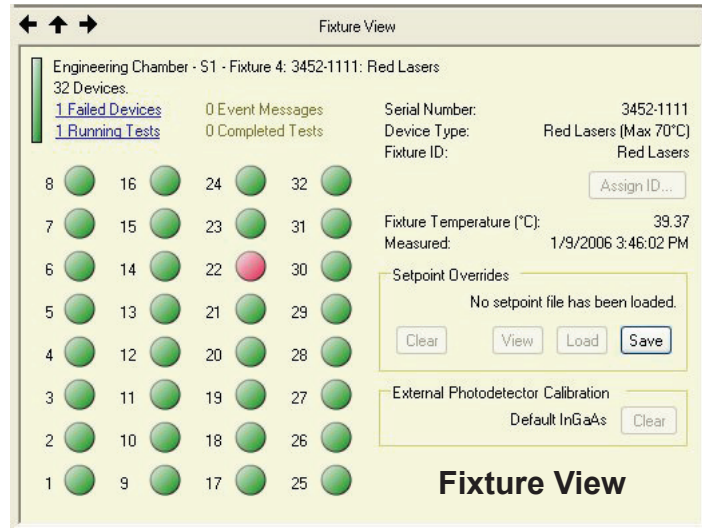 Fixture View
Engineering Chamber - S1 - Fixture 4: 3452-1111: Red Lasers
32 Devices.
1 Failed Devices 0 Event Messages
1 Running Tests 0 Completed Tests
Serial Number: 3452-1111
Device Type: Red Lasers (Max 70°C)
Fixture ID: Red Lasers
Assign ID...
8 16 24 32
7 15 23 31
6 14 22 30
5 13 21 29
4 12 20 28
3 11 19 27
2 10 18 26
1 9 17 25
Fixture Temperature (°C): 39.37
Measured: 1/9/2006 3:46:02 PM
Setpoint Overrides
No setpoint file has been loaded.
Clear View Load Save
External Photodetector Calibration
Default InGaAs Clear
Fixture View